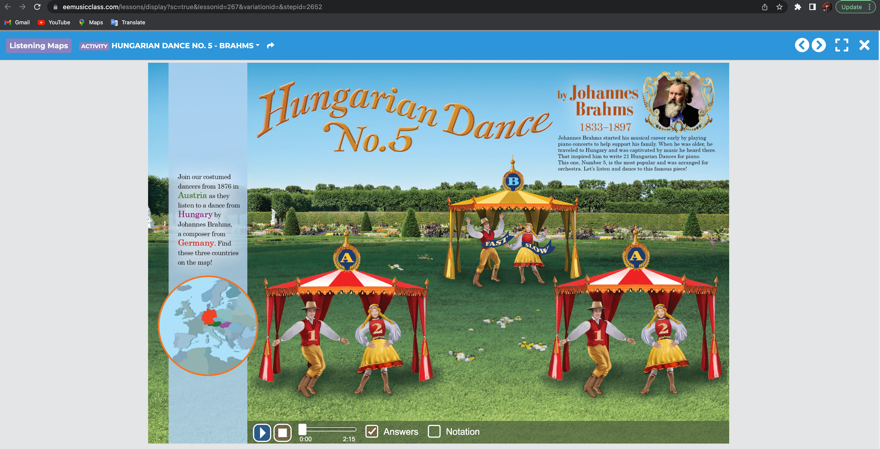 eemusicclass.com/lessons/display?sc=true&lessonid=267&variationid=&stepid=2652
Update
Gmail
YouTube
Maps
Translate
Listening Maps
ACTIVITY
HUNGARIAN DANCE NO. 5 - BRAHMS
Hungarian Dance
No.5
by Johannes
Brahms
1833–1897
Johannes Brahms started his musical career early by playing
piano concerts to help support his family. When he was older, he
traveled to Hungary and was captivated by music he heard there.
That inspired him to write 21 Hungarian Dances for piano.
This one, Number 5, is the most popular and was arranged for
orchestra. Let's listen and dance to this famous piece!
Join our costumed
dancers from 1876 in
Austria as they
listen to a dance from
Hungary by
Johannes Brahms,
a composer from
Germany. Find
these three countries
on the map!
B
FAST
SLOW
A
1
2
A
1
2
0:00
2:15
Answers
Notation